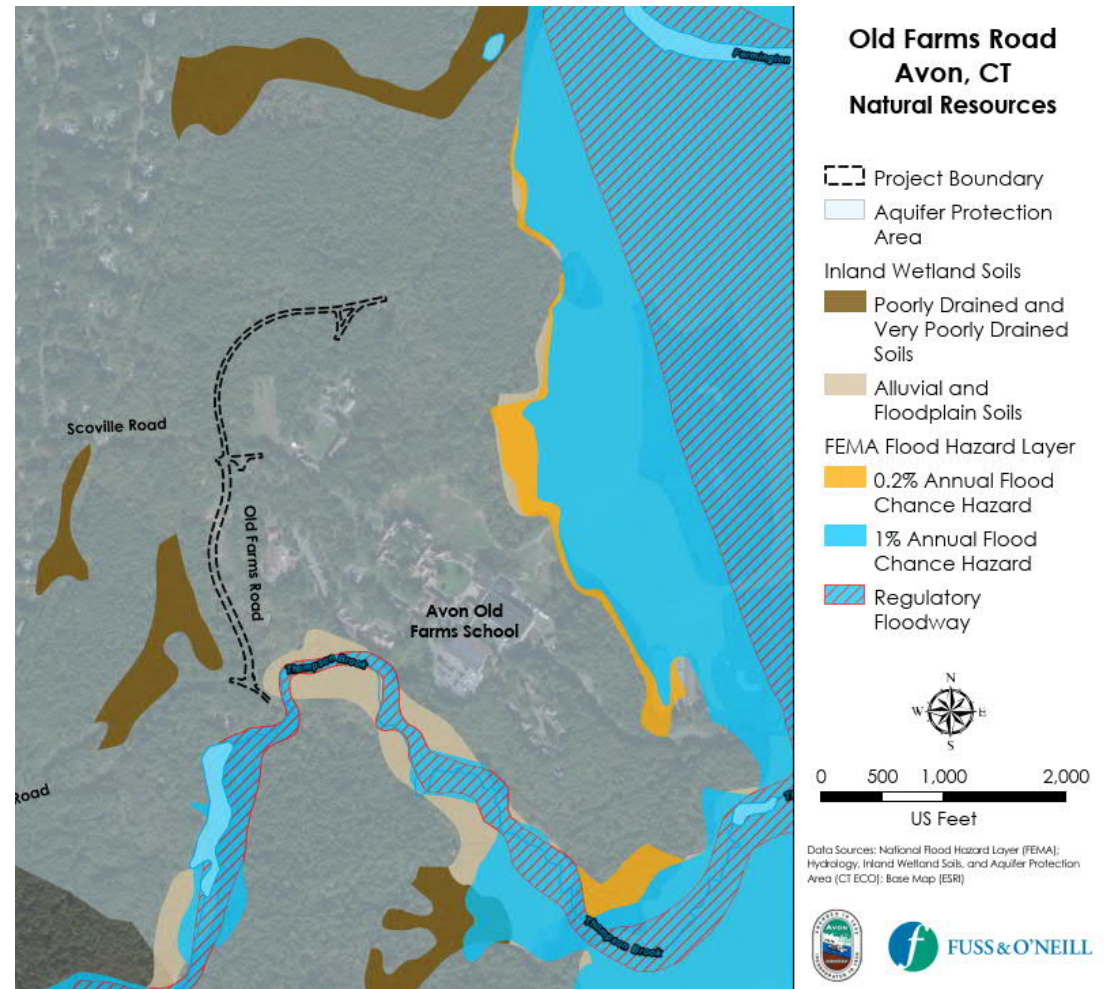 Farmington
Scoville Road
Old Farms Road
Avon Old
Farms School
Thompson Brook
Road
Thompson Brook
Old Farms Road
Avon, CT
Natural Resources
Project Boundary
Aquifer Protection
Area
Inland Wetland Soils
Poorly Drained and
Very Poorly Drained
Soils
Alluvial and
Floodplain Soils
FEMA Flood Hazard Layer
0.2% Annual Flood
Chance Hazard
1% Annual Flood
Chance Hazard
Regulatory
Floodway
N
W E
S
0 500 1,000 2,000
US Feet
Data Sources: National Flood Hazard Layer (FEMA);
Hydrology, Inland Wetland Soils, and Aquifer Protection
Area (CT ECO); Base Map (ESRI)
AVON
FUSS & O'NEILL